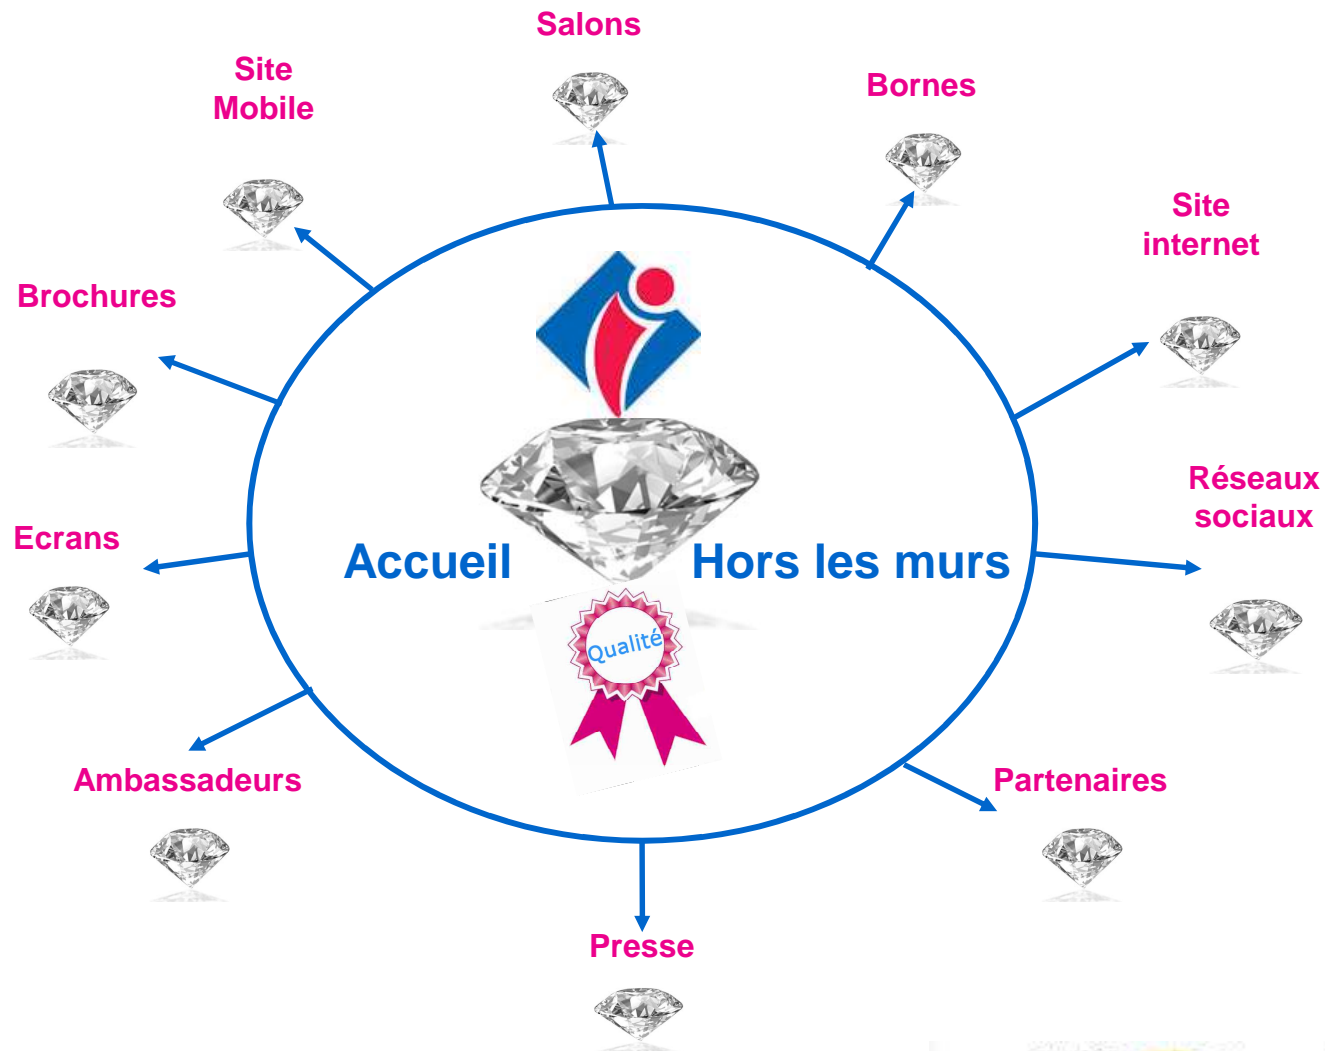 Salons
Site
Mobile
Bornes
Site
internet
Brochures
Réseaux
sociaux
Ecrans
Accueil
Hors les murs
Qualité
Ambassadeurs
Partenaires
Presse